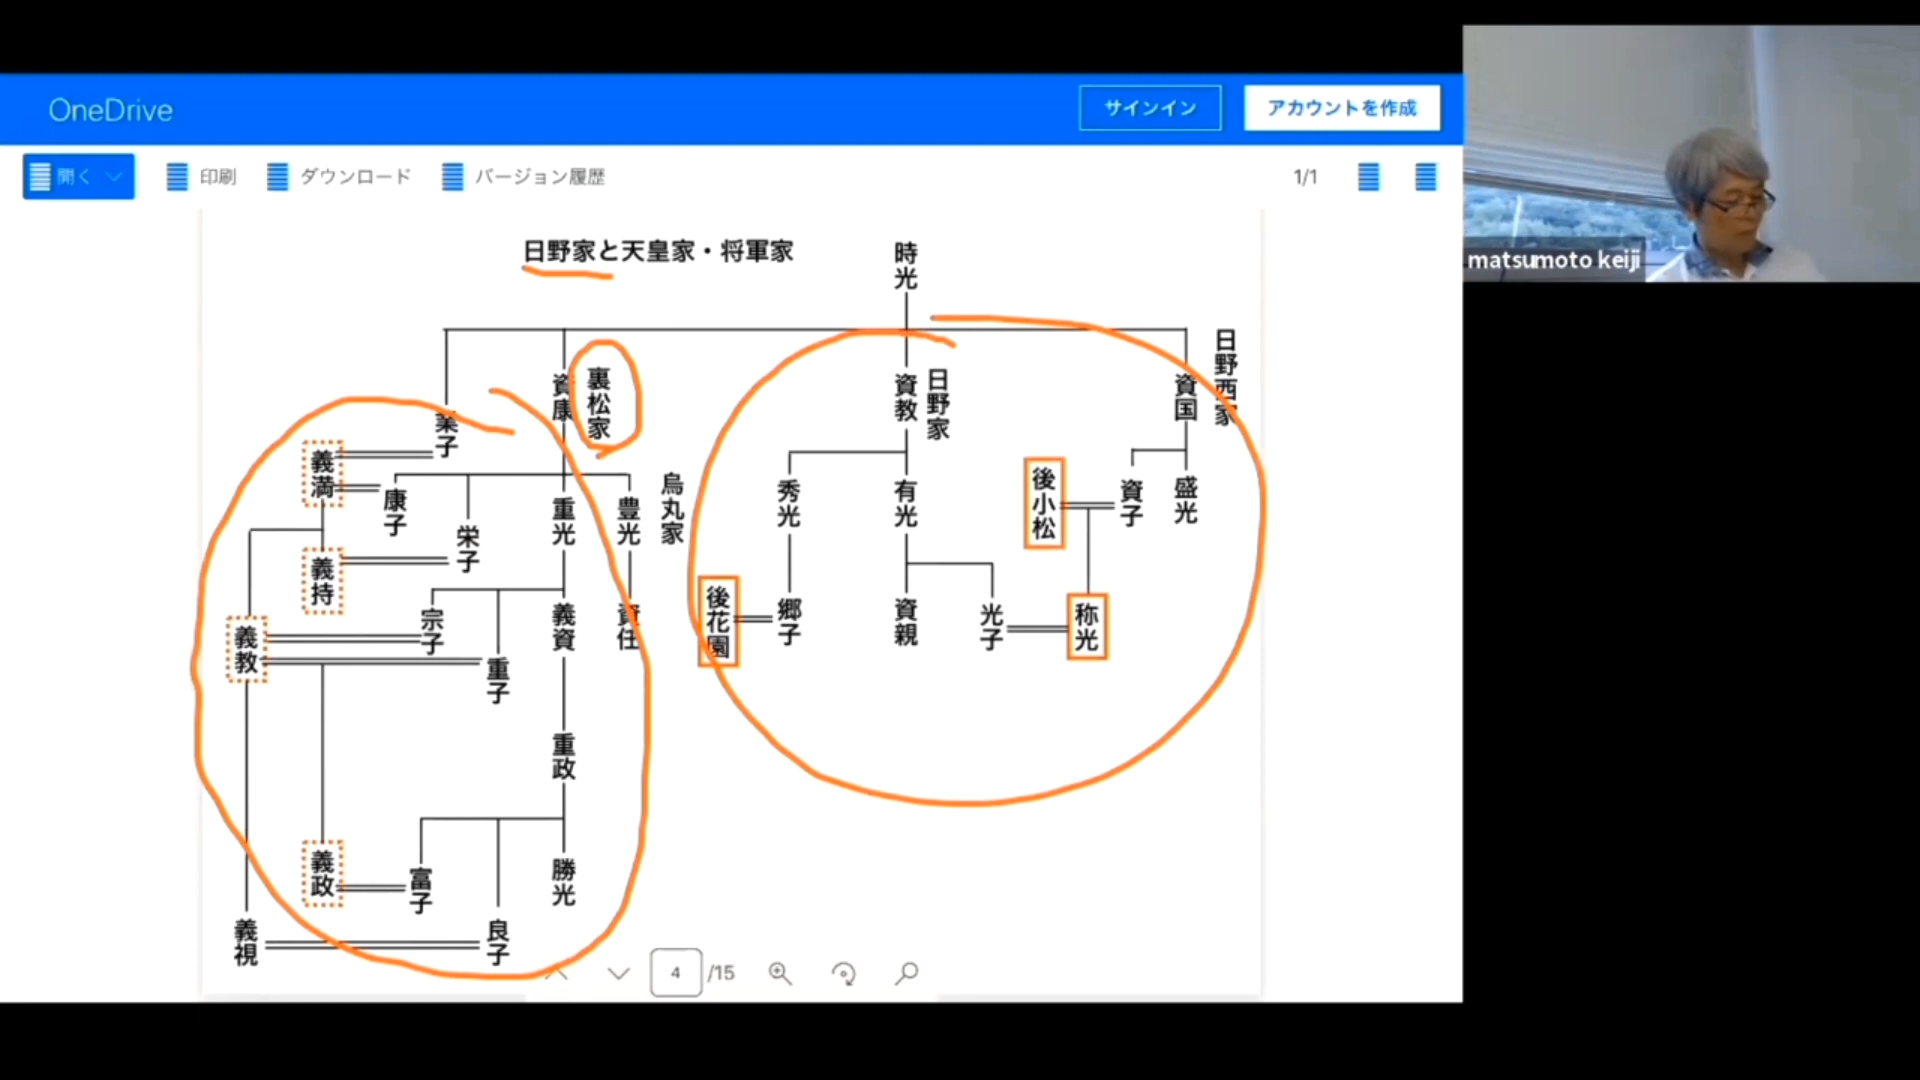 OneDrive
サインイン
アカウントを作成
開く
印刷
ダウンロード
バージョン履歴
1/1
matsumoto keiji
日野家と天皇家・将軍家
時光
日野西家
資国
日野家
資教
裏松家
資康
業子
義満
康子
栄子
重光
豊光
烏丸家
秀光
有光
後小松
資子
盛光
義持
宗子
義資
資任
後花園
郷子
資親
光子
称光
義教
重子
重政
義政
富子
勝光
義視
良子
4
/15